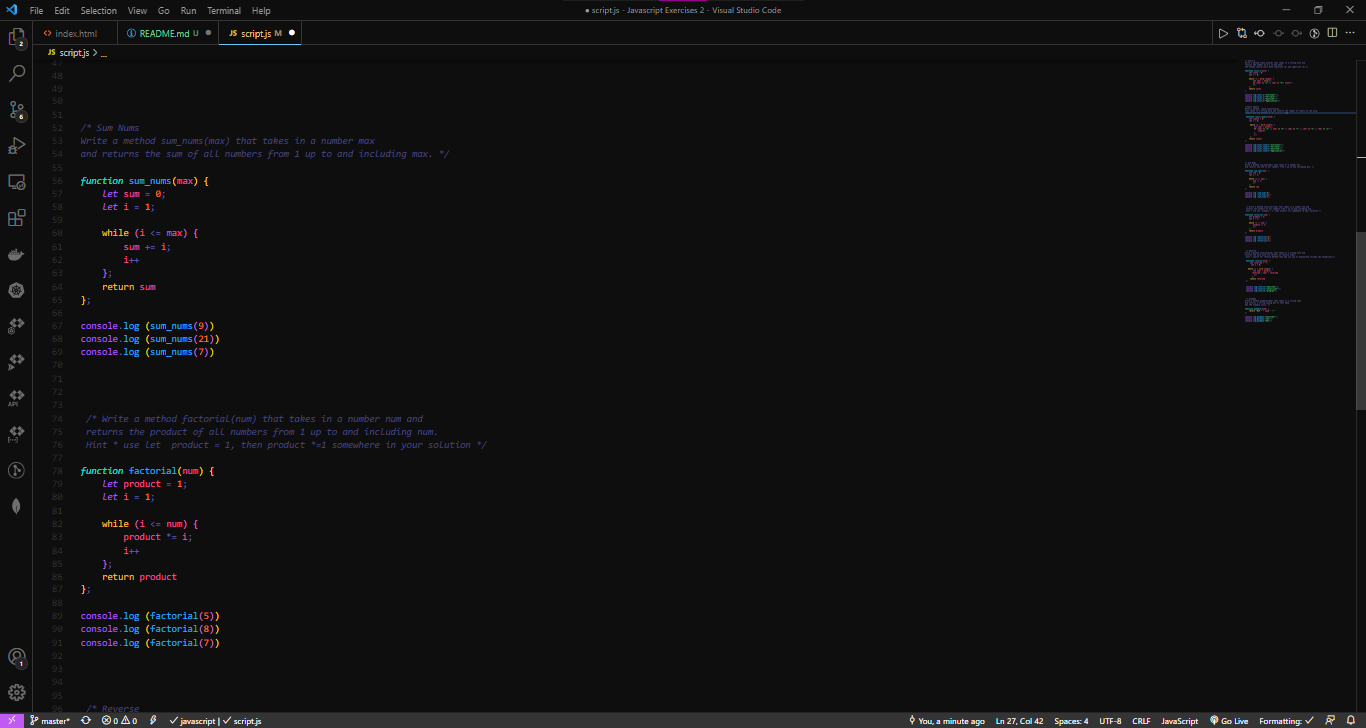 File Edit Selection View Go Run Terminal Help
● script.js - Javascript Exercises 2 - Visual Studio Code
<> index.html
README.md U ●
JS script.js M ●
JS script.js > ...
47
48
49
50
51
52 /* Sum Nums
53 Write a method sum_nums(max) that takes in a number max
54 and returns the sum of all numbers from 1 up to and including max. */
55
56 function sum_nums(max) {
57 let sum = 0;
58 let i = 1;
59
60 while (i <= max) {
61 sum += i;
62 i++
63 };
64 return sum
65 };
66
67 console.log (sum_nums(9))
68 console.log (sum_nums(21))
69 console.log (sum_nums(7))
70
71
72
73
74 /* Write a method factorial(num) that takes in a number num and
75 returns the product of all numbers from 1 up to and including num.
76 Hint * use let  product = 1, then product *=1 somewhere in your solution */
77
78 function factorial(num) {
79 let product = 1;
80 let i = 1;
81
82 while (i <= num) {
83 product *= i;
84 i++
85 };
86 return product
87 };
88
89 console.log (factorial(5))
90 console.log (factorial(8))
91 console.log (factorial(7))
92
93
94
95
96 /* Reverse
2
6
API
1
master* 0 0 javascript | script.js You, a minute ago Ln 27, Col 42 Spaces: 4 UTF-8 CRLF JavaScript Go Live Formatting: